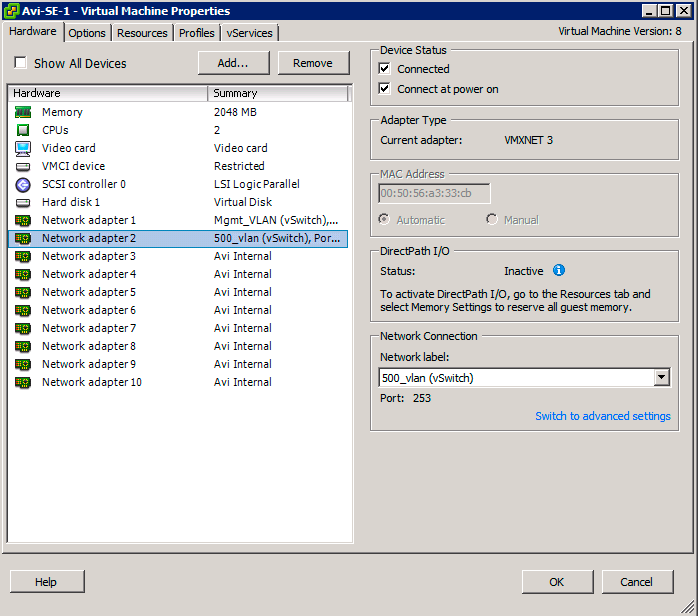 Avi-SE-1 - Virtual Machine Properties
Hardware Options Resources Profiles vServices
Virtual Machine Version: 8
Show All Devices
Add...
Remove
Hardware Summary
Memory 2048 MB
CPUs 2
Video card Video card
VMCI device Restricted
SCSI controller 0 LSI Logic Parallel
Hard disk 1 Virtual Disk
Network adapter 1 Mgmt_VLAN (vSwitch),...
Network adapter 2 500_vlan (vSwitch), Por...
Network adapter 3 Avi Internal
Network adapter 4 Avi Internal
Network adapter 5 Avi Internal
Network adapter 6 Avi Internal
Network adapter 7 Avi Internal
Network adapter 8 Avi Internal
Network adapter 9 Avi Internal
Network adapter 10 Avi Internal
Device Status
Connected
Connect at power on
Adapter Type
Current adapter: VMXNET 3
MAC Address
00:50:56:a3:33:cb
Automatic Manual
DirectPath I/O
Status: Inactive
To activate DirectPath I/O, go to the Resources tab and
select Memory Settings to reserve all guest memory.
Network Connection
Network label:
500_vlan (vSwitch)
Port: 253
Switch to advanced settings
Help
OK
Cancel